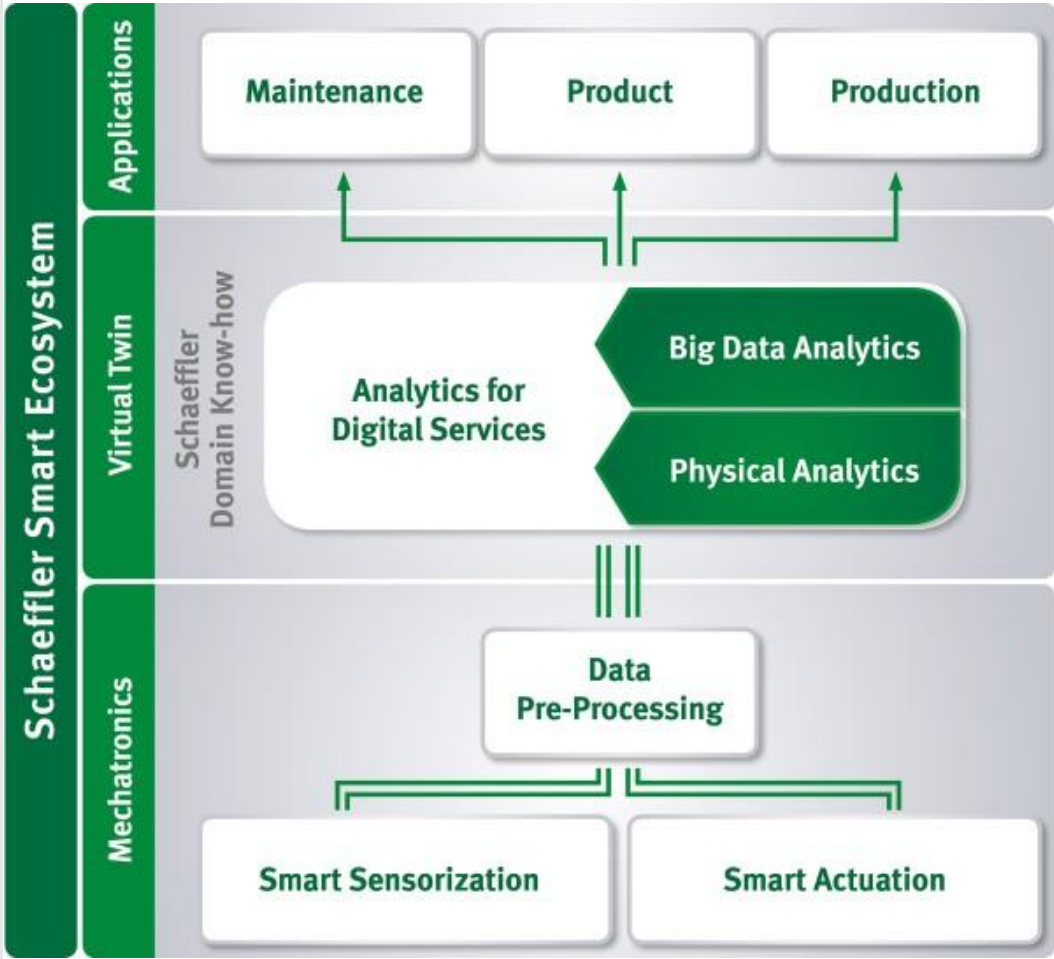 Schaeffler Smart Ecosystem
Applications
Maintenance
Product
Production
Virtual Twin
Schaeffler
Domain Know-how
Analytics for
Digital Services
Big Data Analytics
Physical Analytics
Mechatronics
Data
Pre-Processing
Smart Sensorization
Smart Actuation